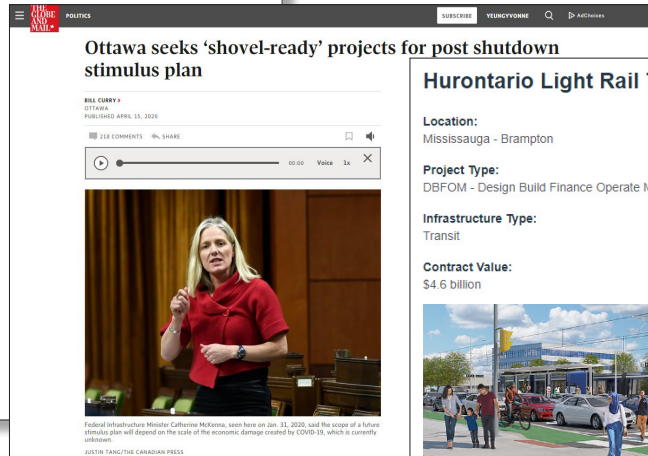 THE
GLOBE
AND
MAIL
POLITICS
SUBSCRIBE
YEUNGYVONNE
AdChoices
Ottawa seeks ‘shovel-ready’ projects for post shutdown
stimulus plan
BILL CURRY
OTTAWA
PUBLISHED APRIL 15, 2020
218 COMMENTS
SHARE
00:00
Voice
1x
Federal Infrastructure Minister Catherine McKenna, seen here on Jan. 31, 2020, said the scope of a future
stimulus plan will depend on the scale of the economic damage created by COVID-19, which is currently
unknown.
JUSTIN TANG/THE CANADIAN PRESS
Hurontario Light Rail
Location:
Mississauga - Brampton
Project Type:
DBFOM - Design Build Finance Operate
Infrastructure Type:
Transit
Contract Value:
$4.6 billion